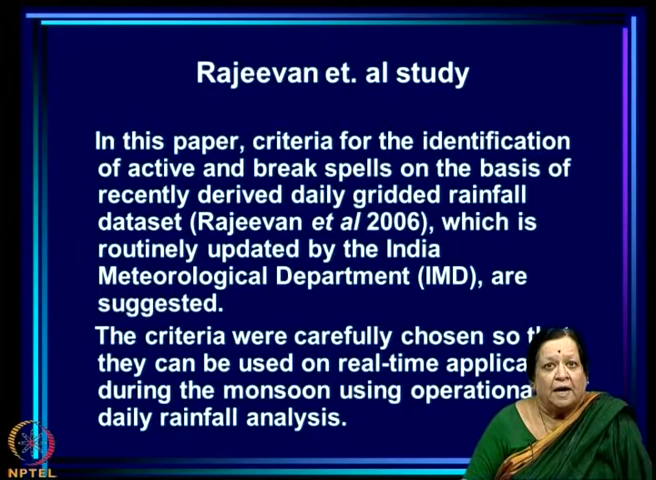 Rajeevan et. al study
In this paper, criteria for the identification
of active and break spells on the basis of
recently derived daily gridded rainfall
dataset (Rajeevan et al 2006), which is
routinely updated by the India
Meteorological Department (IMD), are
suggested.
The criteria were carefully chosen so
they can be used on real-time
during the monsoon using
daily rainfall analysis.
NPTEL